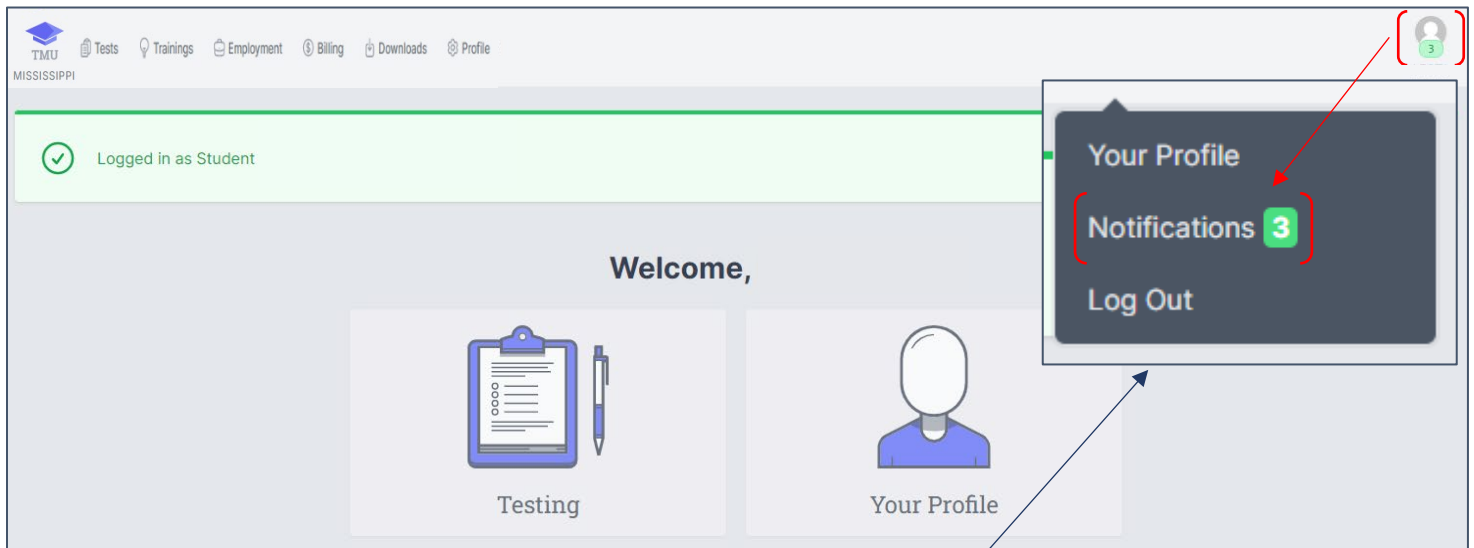 TMU
MISSISSIPPI
Tests Trainings Employment Billing Downloads Profile
3
Logged in as Student
Your Profile
Notifications 3
Log Out
Welcome,
Testing
Your Profile